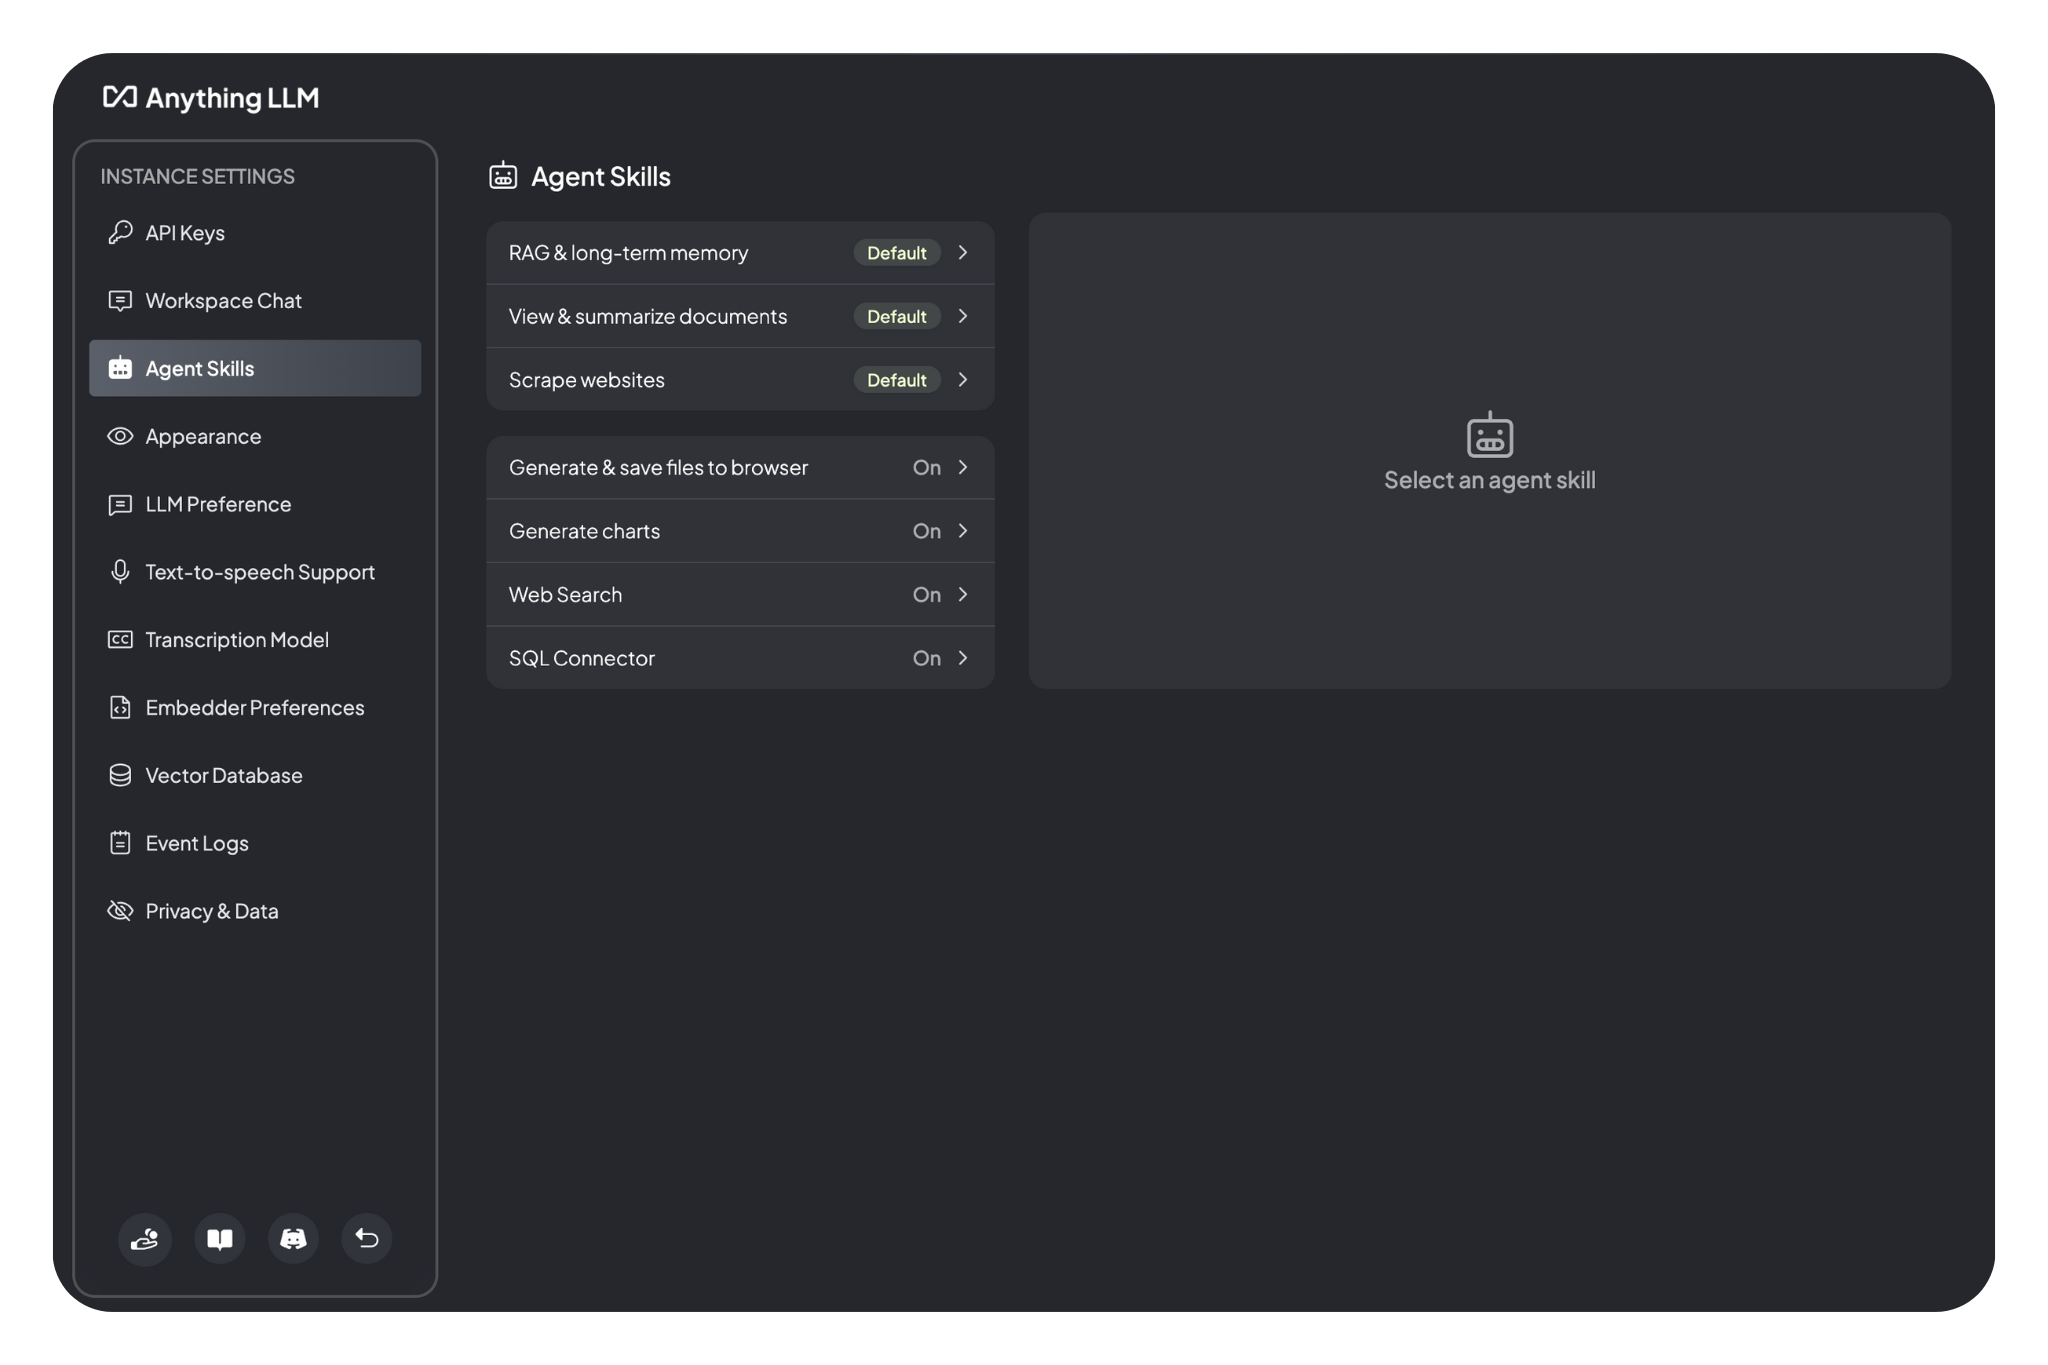 Anything LLM
INSTANCE SETTINGS
API Keys
Workspace Chat
Agent Skills
Appearance
LLM Preference
Text-to-speech Support
Transcription Model
Embedder Preferences
Vector Database
Event Logs
Privacy & Data
Agent Skills
RAG & long-term memory Default
View & summarize documents Default
Scrape websites Default
Generate & save files to browser On
Generate charts On
Web Search On
SQL Connector On
Select an agent skill